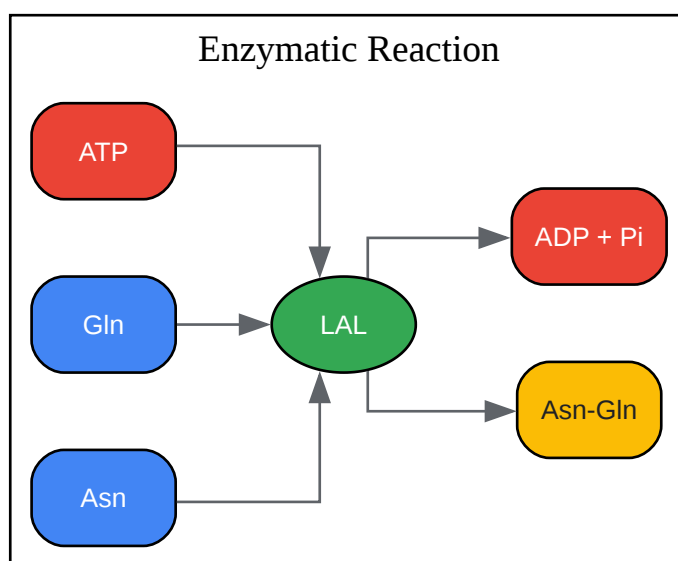 Enzymatic Reaction
ATP
ADP + Pi
Gln
LAL
Asn-Gln
Asn